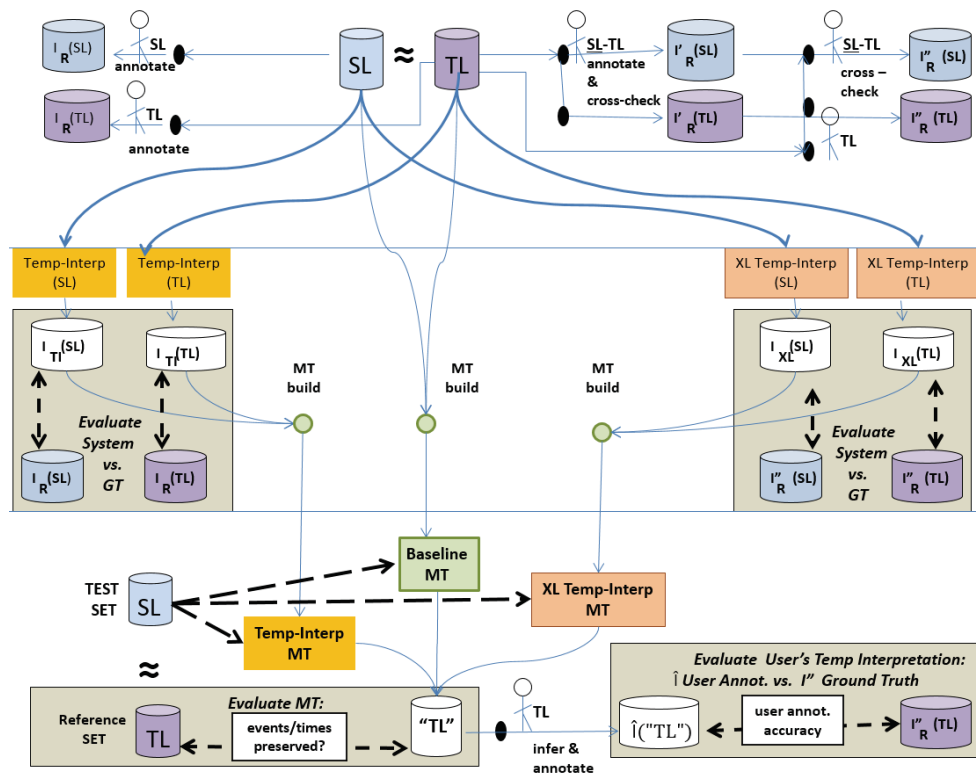 I R (SL)
SL
annotate
SL
≈
TL
SL-TL
annotate
&
cross-check
I' R (SL)
SL-TL
cross –
check
I" R (SL)
I R (TL)
TL
annotate
I' R (TL)
TL
I" R (TL)
Temp-Interp
(SL)
Temp-Interp
(TL)
XL Temp-Interp
(SL)
XL Temp-Interp
(TL)
I TI (SL)
I TI (TL)
MT
build
MT
build
MT
build
I XL (SL)
I XL (TL)
Evaluate
System
vs.
GT
I R (SL)
I R (TL)
Evaluate
System
vs.
GT
I" R (SL)
I" R (TL)
Baseline
MT
TEST
SET
SL
XL Temp-Interp
MT
Temp-Interp
MT
≈
Evaluate User's Temp Interpretation:
Î User Annot. vs. I" Ground Truth
Reference
SET
TL
Evaluate MT:
events/times
preserved?
"TL"
TL
infer &
annotate
Î("TL")
user annot.
accuracy
I" R (TL)